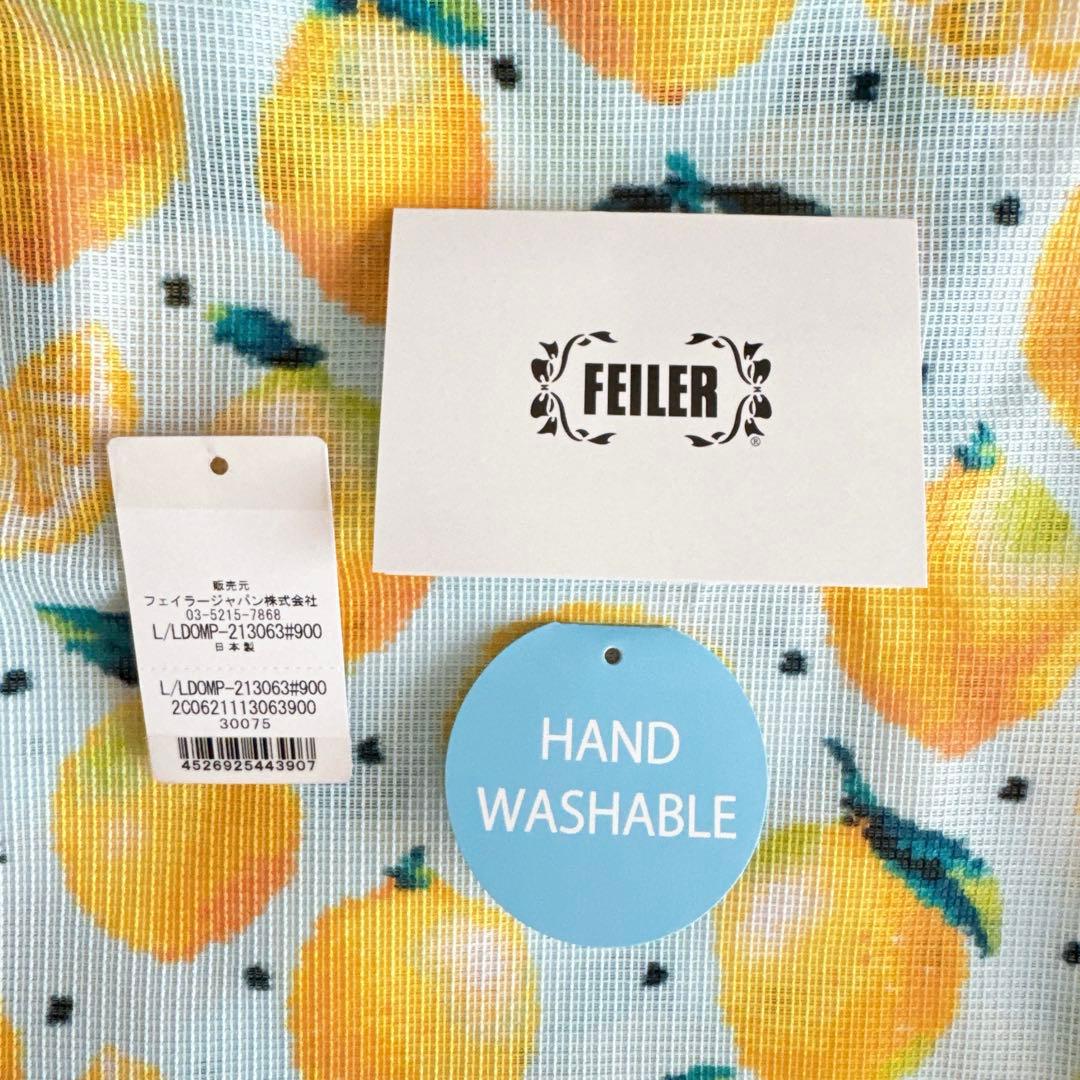 FEILER
®
販売元
フェイラージャパン株式会社
03-5215-7868
L/LDOMP-213063#900
日本製
L/LDOMP-213063#900
2C0621113063900
30075
4526925443907
HAND
WASHABLE